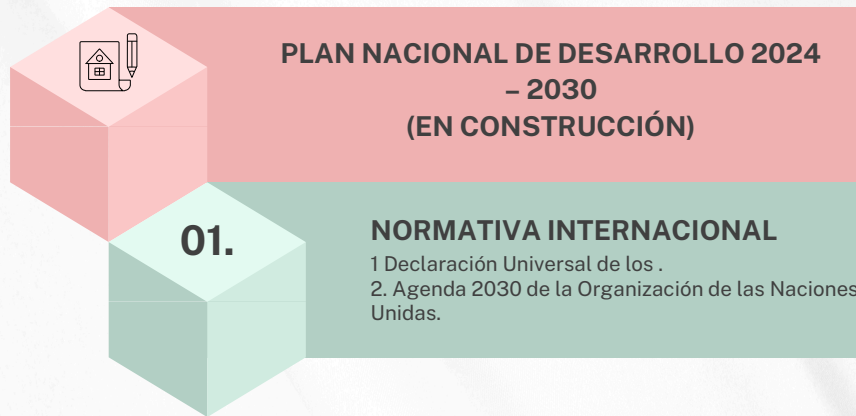 PLAN NACIONAL DE DESARROLLO 2024
– 2030
(EN CONSTRUCCIÓN)
01.
NORMATIVA INTERNACIONAL
1 Declaración Universal de los .
2. Agenda 2030 de la Organización de las Naciones
Unidas.